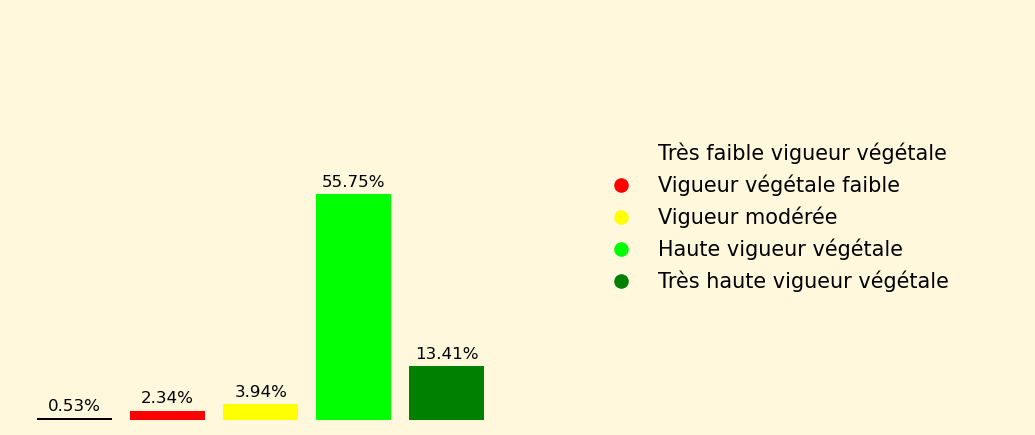 55.75%
13.41%
3.94%
2.34%
0.53%
Très faible vigueur végétale
Vigueur végétale faible
Vigueur modérée
Haute vigueur végétale
Très haute vigueur végétale